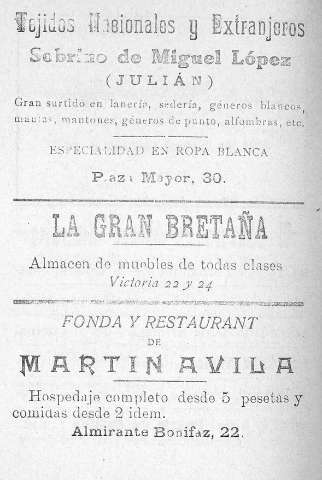 Tejidos Nacionales y Extranjeros
Sobrino de Miguel López
(JULIÁN)
Gran surtido en lanería, sedería, géneros blancos,
mantas, mantones, géneros de punto, alfombras, etc.
ESPECIALIDAD EN ROPA BLANCA
Plaza Mayor, 30.
LA GRAN BRETAÑA
Almacen de muebles de todas clases
Victoria 22 y 24
FONDA Y RESTAURANT
DE
MARTIN AVILA
Hospedaje completo desde 5 pesetas y
comidas desde 2 idem.
Almirante Bonifaz, 22.